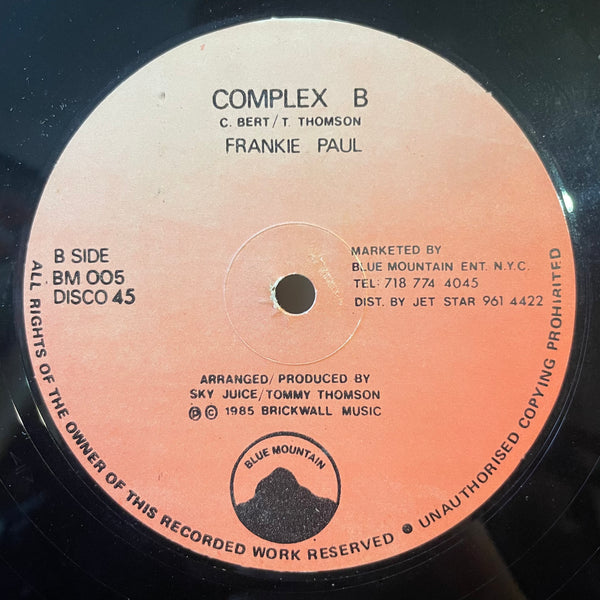 COMPLEX B
C. BERT/T. THOMSON
FRANKIE PAUL
B SIDE
BM 005
DISCO 45
MARKETED BY
BLUE MOUNTAIN ENT. N.Y.C.
TEL: 718 774 4045
DIST. BY JET STAR 961 4422
ARRANGED/PRODUCED BY
SKY JUICE/TOMMY THOMSON
Ⓟ © 1985 BRICKWALL MUSIC
BLUE MOUNTAIN
ALL RIGHTS OF THE OWNER OF THIS RECORDED WORK RESERVED ● UNAUTHORISED COPYING PROHIRITED